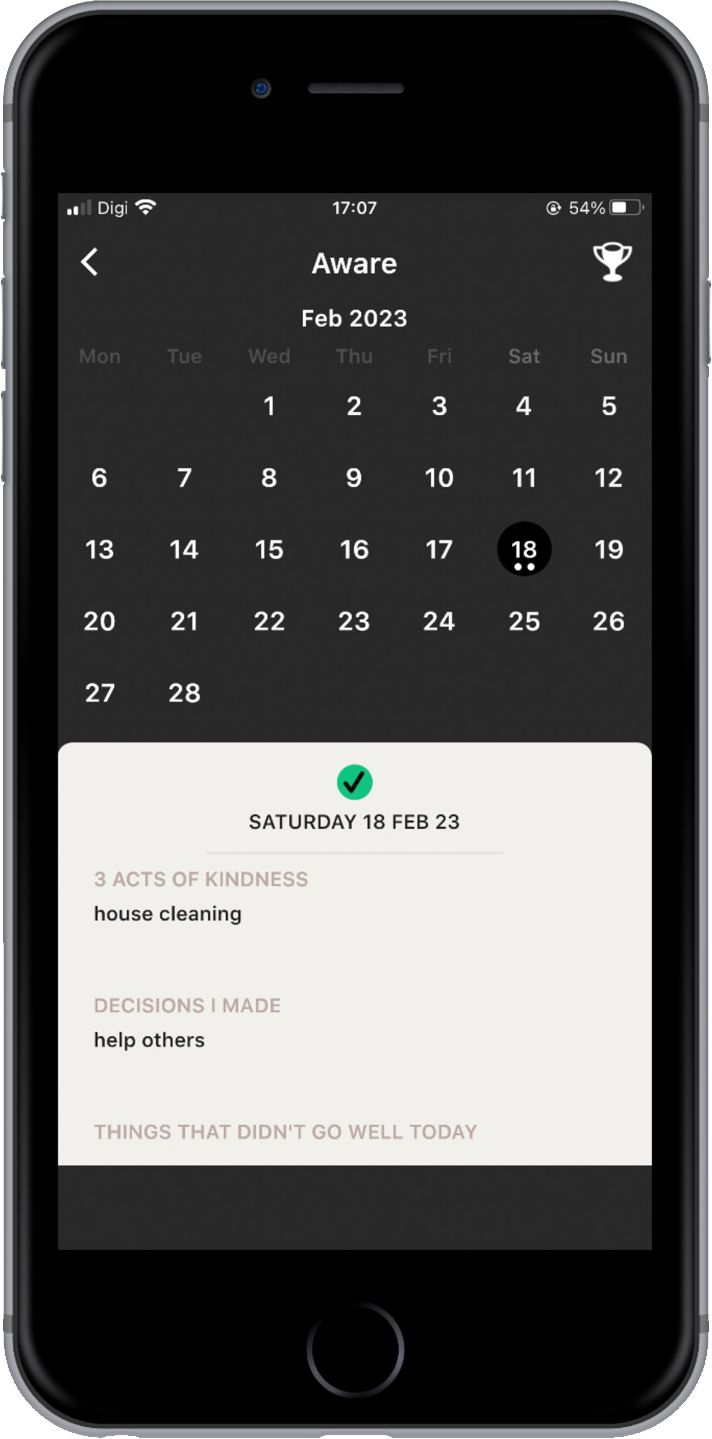 Digi 17:07 54%
Aware
Feb 2023
Mon Tue Wed Thu Fri Sat Sun
1 2 3 4 5
6 7 8 9 10 11 12
13 14 15 16 17 18 19
20 21 22 23 24 25 26
27 28
SATURDAY 18 FEB 23
3 ACTS OF KINDNESS
house cleaning
DECISIONS I MADE
help others
THINGS THAT DIDN'T GO WELL TODAY